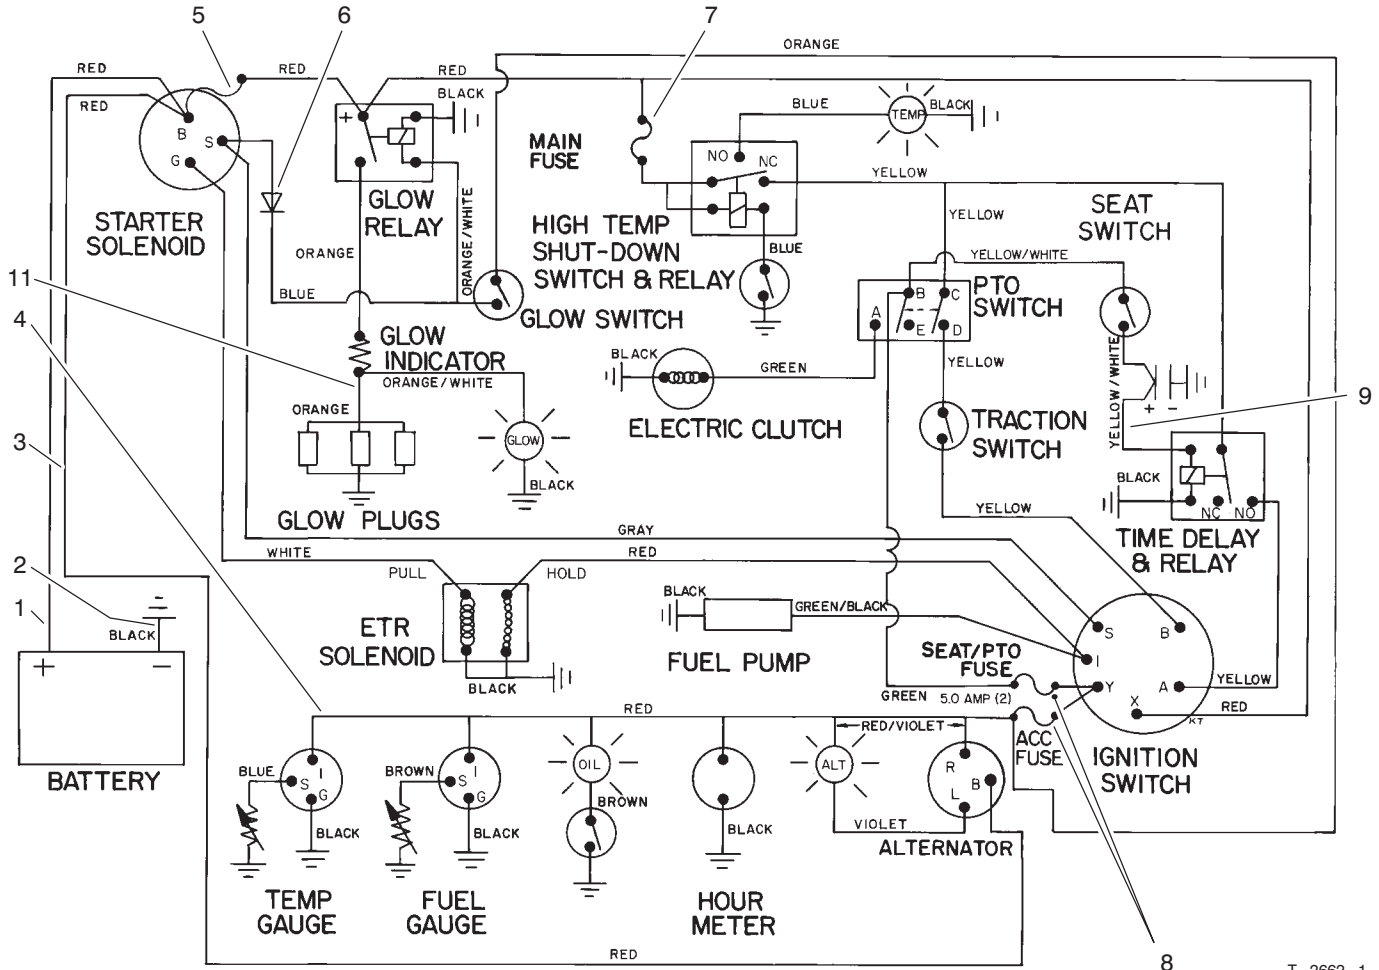 5
6
7
ORANGE
RED
RED
RED
RED
BLACK
BLUE
BLACK
TEMP
B
S
G
+
MAIN
FUSE
NO
NC
YELLOW
STARTER
SOLENOID
GLOW
RELAY
ORANGE/WHITE
HIGH TEMP
SHUT-DOWN
SWITCH & RELAY
YELLOW
SEAT
SWITCH
ORANGE
BLUE
YELLOW/WHITE
11
BLUE
B
C
PTO
SWITCH
4
GLOW SWITCH
A
E
D
GLOW
INDICATOR
BLACK
GREEN
YELLOW
YELLOW/WHITE
ORANGE/WHITE
9
ORANGE
+
-
ELECTRIC CLUTCH
TRACTION
SWITCH
YELLOW/WHITE
3
GLOW
BLACK
BLACK
GLOW PLUGS
YELLOW
NC
NO
GRAY
TIME DELAY
& RELAY
WHITE
RED
2
PULL
HOLD
1
BLACK
BLACK
GREEN/BLACK
ETR
SOLENOID
S
B
+
-
FUEL PUMP
SEAT/PTO
FUSE
I
BLACK
GREEN
5.0 AMP (2)
Y
A
YELLOW
X
RED
KT
RED
RED/VIOLET
ACC
FUSE
IGNITION
SWITCH
BATTERY
BLUE
I
S
G
BROWN
I
S
G
OIL
ALT
R
B
L
BROWN
BLACK
BLACK
BLACK
VIOLET
ALTERNATOR
TEMP
GAUGE
FUEL
GAUGE
HOUR
METER
RED
8
T-2662-1